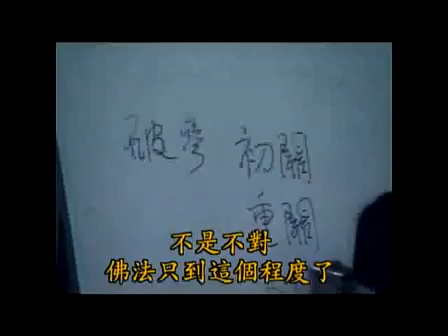 破參 初關
重關
不是不對
佛法只到這個程度了